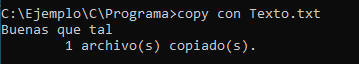 C:\Ejemplo\C\Programa>copy con Texto.txt
Buenas que tal
        1 archivo(s) copiado(s).